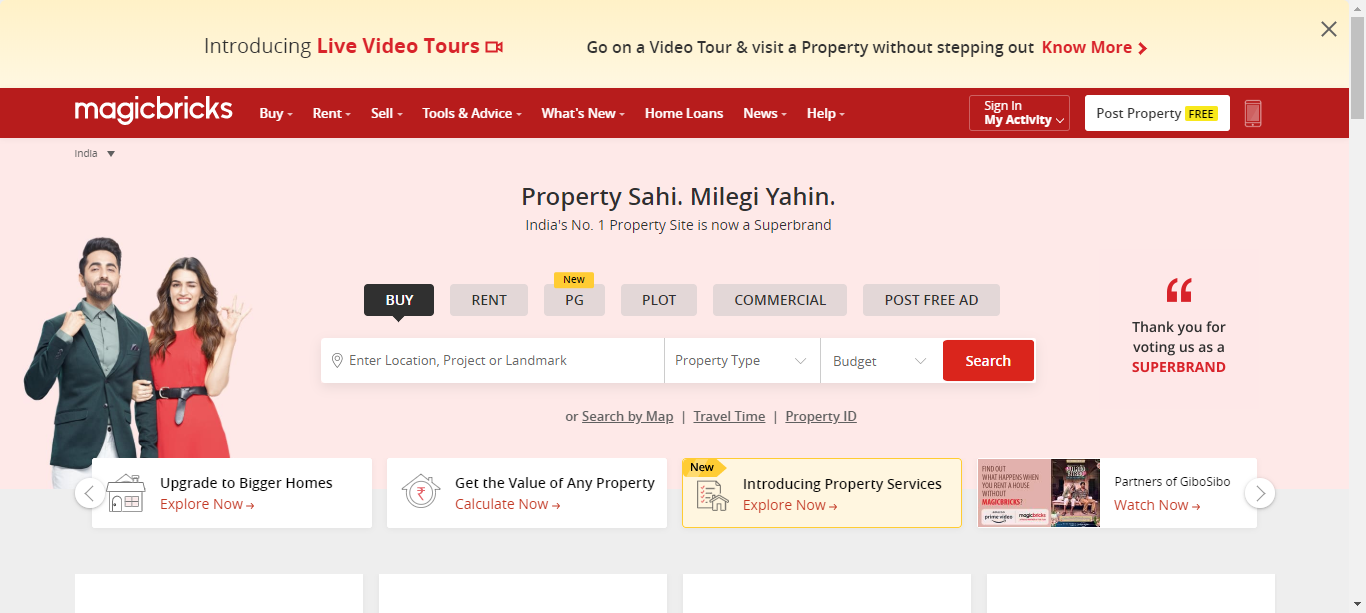 Introducing Live Video Tours
Go on a Video Tour & visit a Property without stepping out Know More
magicbricks
Buy Rent Sell Tools & Advice What's New Home Loans News Help
Sign In
My Activity
Post Property FREE
India
Property Sahi. Milegi Yahin.
India's No. 1 Property Site is now a Superbrand
New
BUY RENT PG PLOT COMMERCIAL POST FREE AD
Enter Location, Project or Landmark Property Type Budget Search
or Search by Map | Travel Time | Property ID
Thank you for
voting us as a
SUPERBRAND
Upgrade to Bigger Homes
Explore Now
Get the Value of Any Property
Calculate Now
New
Introducing Property Services
Explore Now
FIND OUT
WHAT HAPPENS WHEN
YOU RENT A HOUSE
WITHOUT
MAGICBRICKS?
prime video magicbricks
Partners of GiboSibo
Watch Now